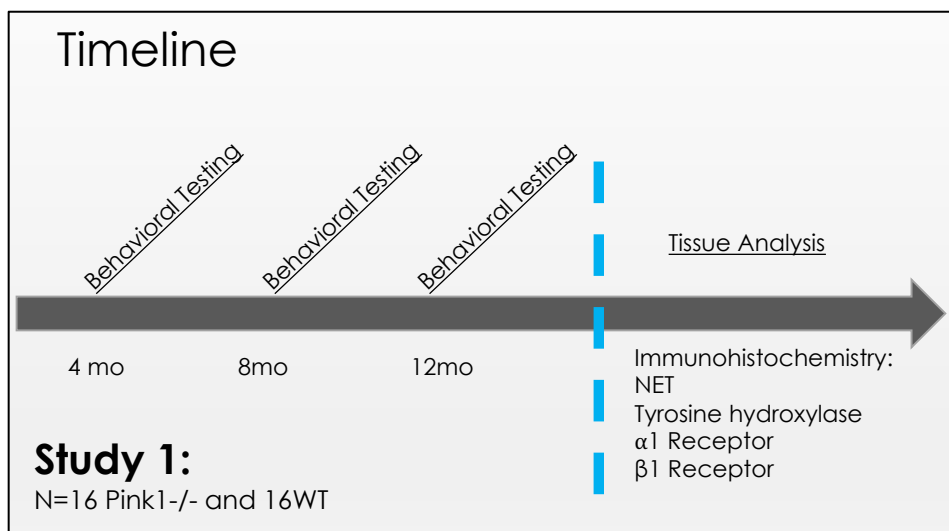 Timeline
Behavioral Testing
Behavioral Testing
Behavioral Testing
Tissue Analysis
4 mo
8mo
12mo
Immunohistochemistry:
NET
Tyrosine hydroxylase
α1 Receptor
β1 Receptor
Study 1:
N=16 Pink1-/- and 16WT